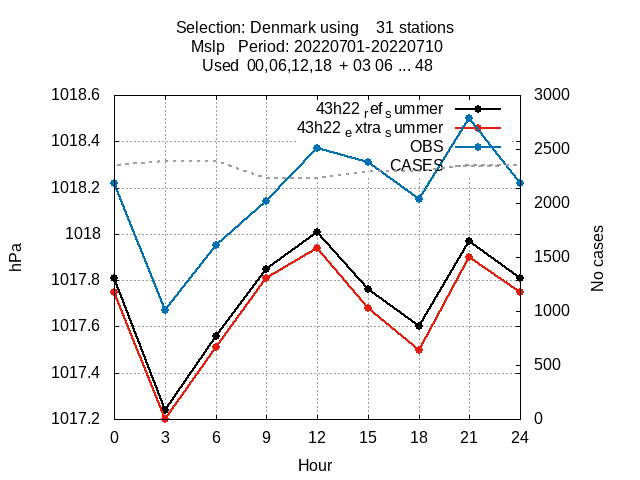 Selection: Denmark using    31 stations
Mslp   Period: 20220701-20220710
Used  00,06,12,18  + 03 06 ... 48
1018.6
1018.4
1018.2
1018
1017.8
1017.6
1017.4
1017.2
hPa
43h22 ref summer
43h22 extra summer
OBS
CASES
3000
2500
2000
1500
1000
500
0
No cases
0 3 6 9 12 15 18 21 24
Hour